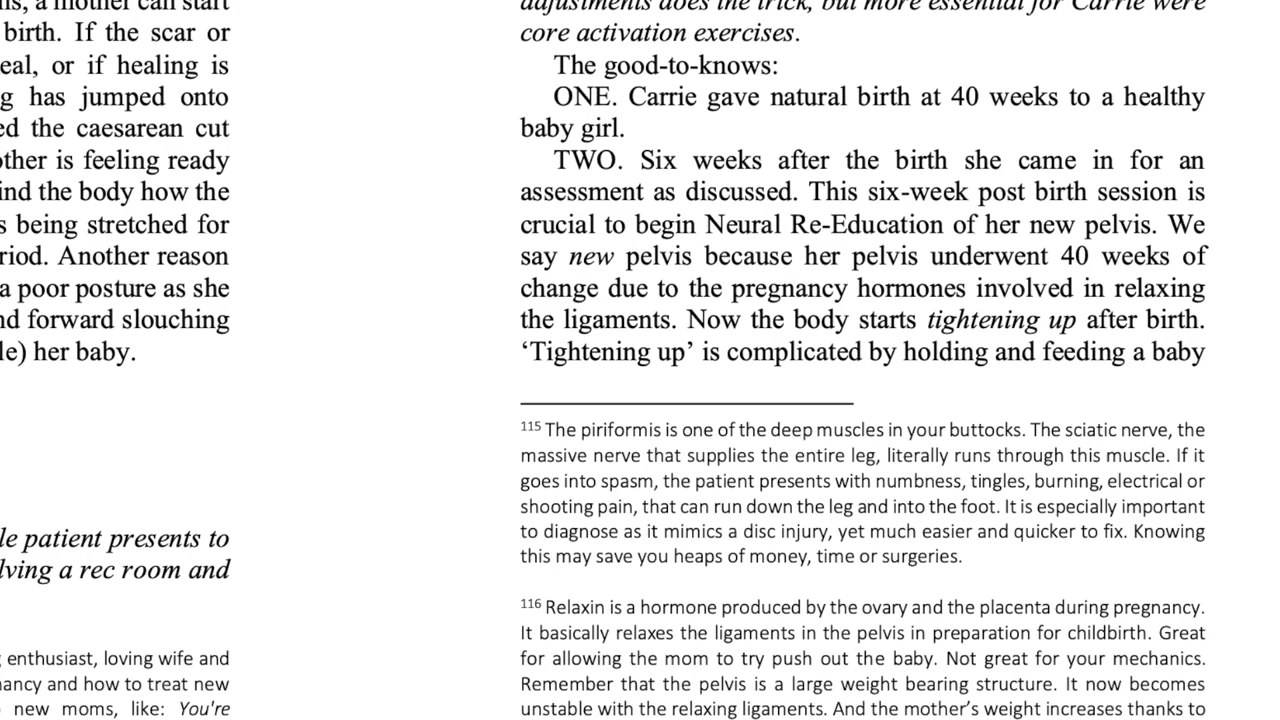 ns, a mother can start
birth. If the scar or
eal, or if healing is
g has jumped onto
ed the caesarean cut
other is feeling ready
ind the body how the
s being stretched for
riod. Another reason
a poor posture as she
nd forward slouching
le) her baby.
le patient presents to
lving a rec room and
enthusiast, loving wife and
nancy and how to treat new
new moms, like: You're
adjustments does the trick, but more essential for Carrie were
core activation exercises.
The good-to-knows:
ONE. Carrie gave natural birth at 40 weeks to a healthy
baby girl.
TWO. Six weeks after the birth she came in for an
assessment as discussed. This six-week post birth session is
crucial to begin Neural Re-Education of her new pelvis. We
say new pelvis because her pelvis underwent 40 weeks of
change due to the pregnancy hormones involved in relaxing
the ligaments. Now the body starts tightening up after birth.
‘Tightening up’ is complicated by holding and feeding a baby
115 The piriformis is one of the deep muscles in your buttocks. The sciatic nerve, the
massive nerve that supplies the entire leg, literally runs through this muscle. If it
goes into spasm, the patient presents with numbness, tingles, burning, electrical or
shooting pain, that can run down the leg and into the foot. It is especially important
to diagnose as it mimics a disc injury, yet much easier and quicker to fix. Knowing
this may save you heaps of money, time or surgeries.
116 Relaxin is a hormone produced by the ovary and the placenta during pregnancy.
It basically relaxes the ligaments in the pelvis in preparation for childbirth. Great
for allowing the mom to try push out the baby. Not great for your mechanics.
Remember that the pelvis is a large weight bearing structure. It now becomes
unstable with the relaxing ligaments. And the mother’s weight increases thanks to